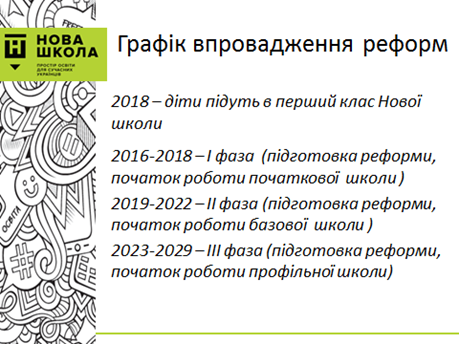 НОВА
ШКОЛА
ПРОСТІР ОСВІТИ
ДЛЯ СУЧАСНИХ
УКРАЇНЦІВ
Графік впровадження реформ
2018 – діти підуть в перший клас Нової
школи
2016-2018 – І фаза (підготовка реформи,
початок роботи початкової школи )
2019-2022 – ІІ фаза (підготовка реформи,
початок роботи базової школи )
2023-2029 – ІІІ фаза (підготовка реформи,
початок роботи профільної школи)
ОСВІТА